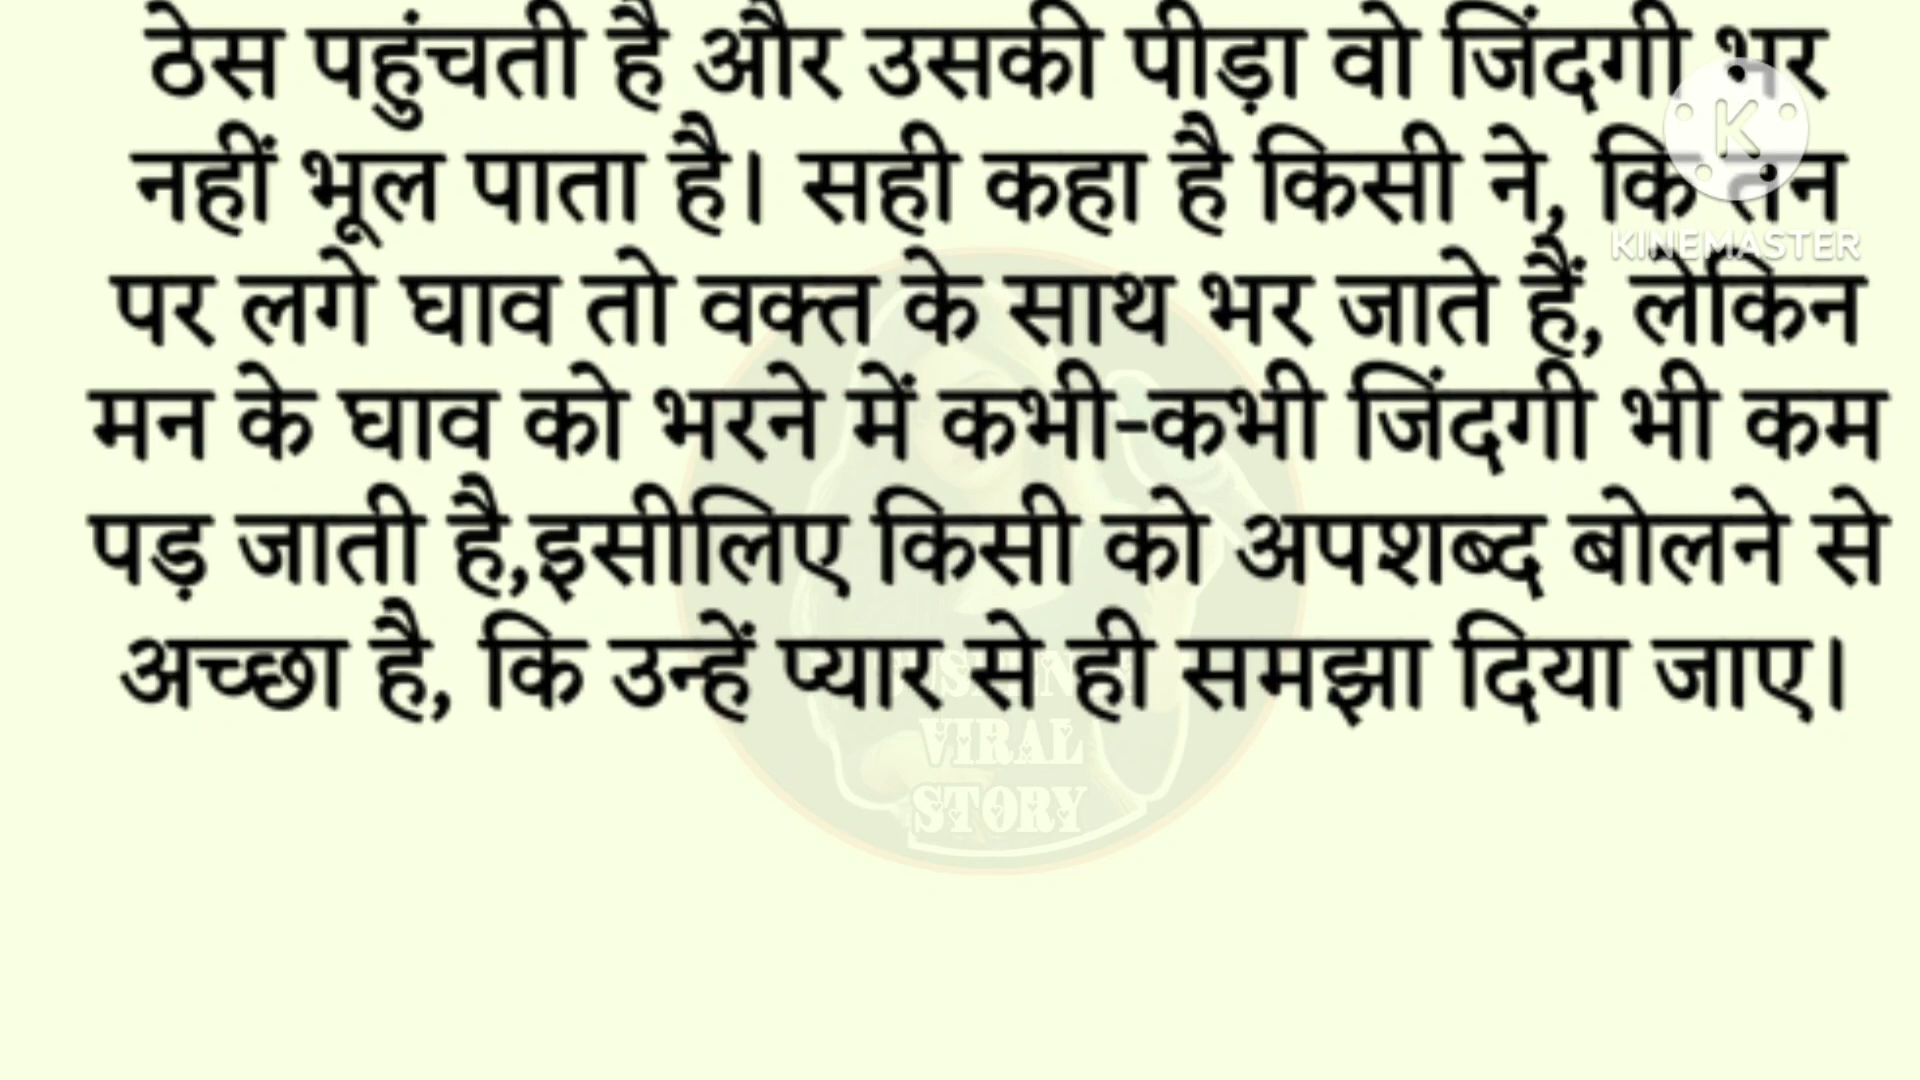 ठेस पहुंचती है और उसकी पीड़ा वो जिंदगी भर
नहीं भूल पाता है। सही कहा है किसी ने, कि तन
पर लगे घाव तो वक्त के साथ भर जाते हैं, लेकिन
मन के घाव को भरने में कभी-कभी जिंदगी भी कम
पड़ जाती है,इसीलिए किसी को अपशब्द बोलने से
अच्छा है, कि उन्हें प्यार से ही समझा दिया जाए।
K
KINEMASTER
VIRAL
STORY